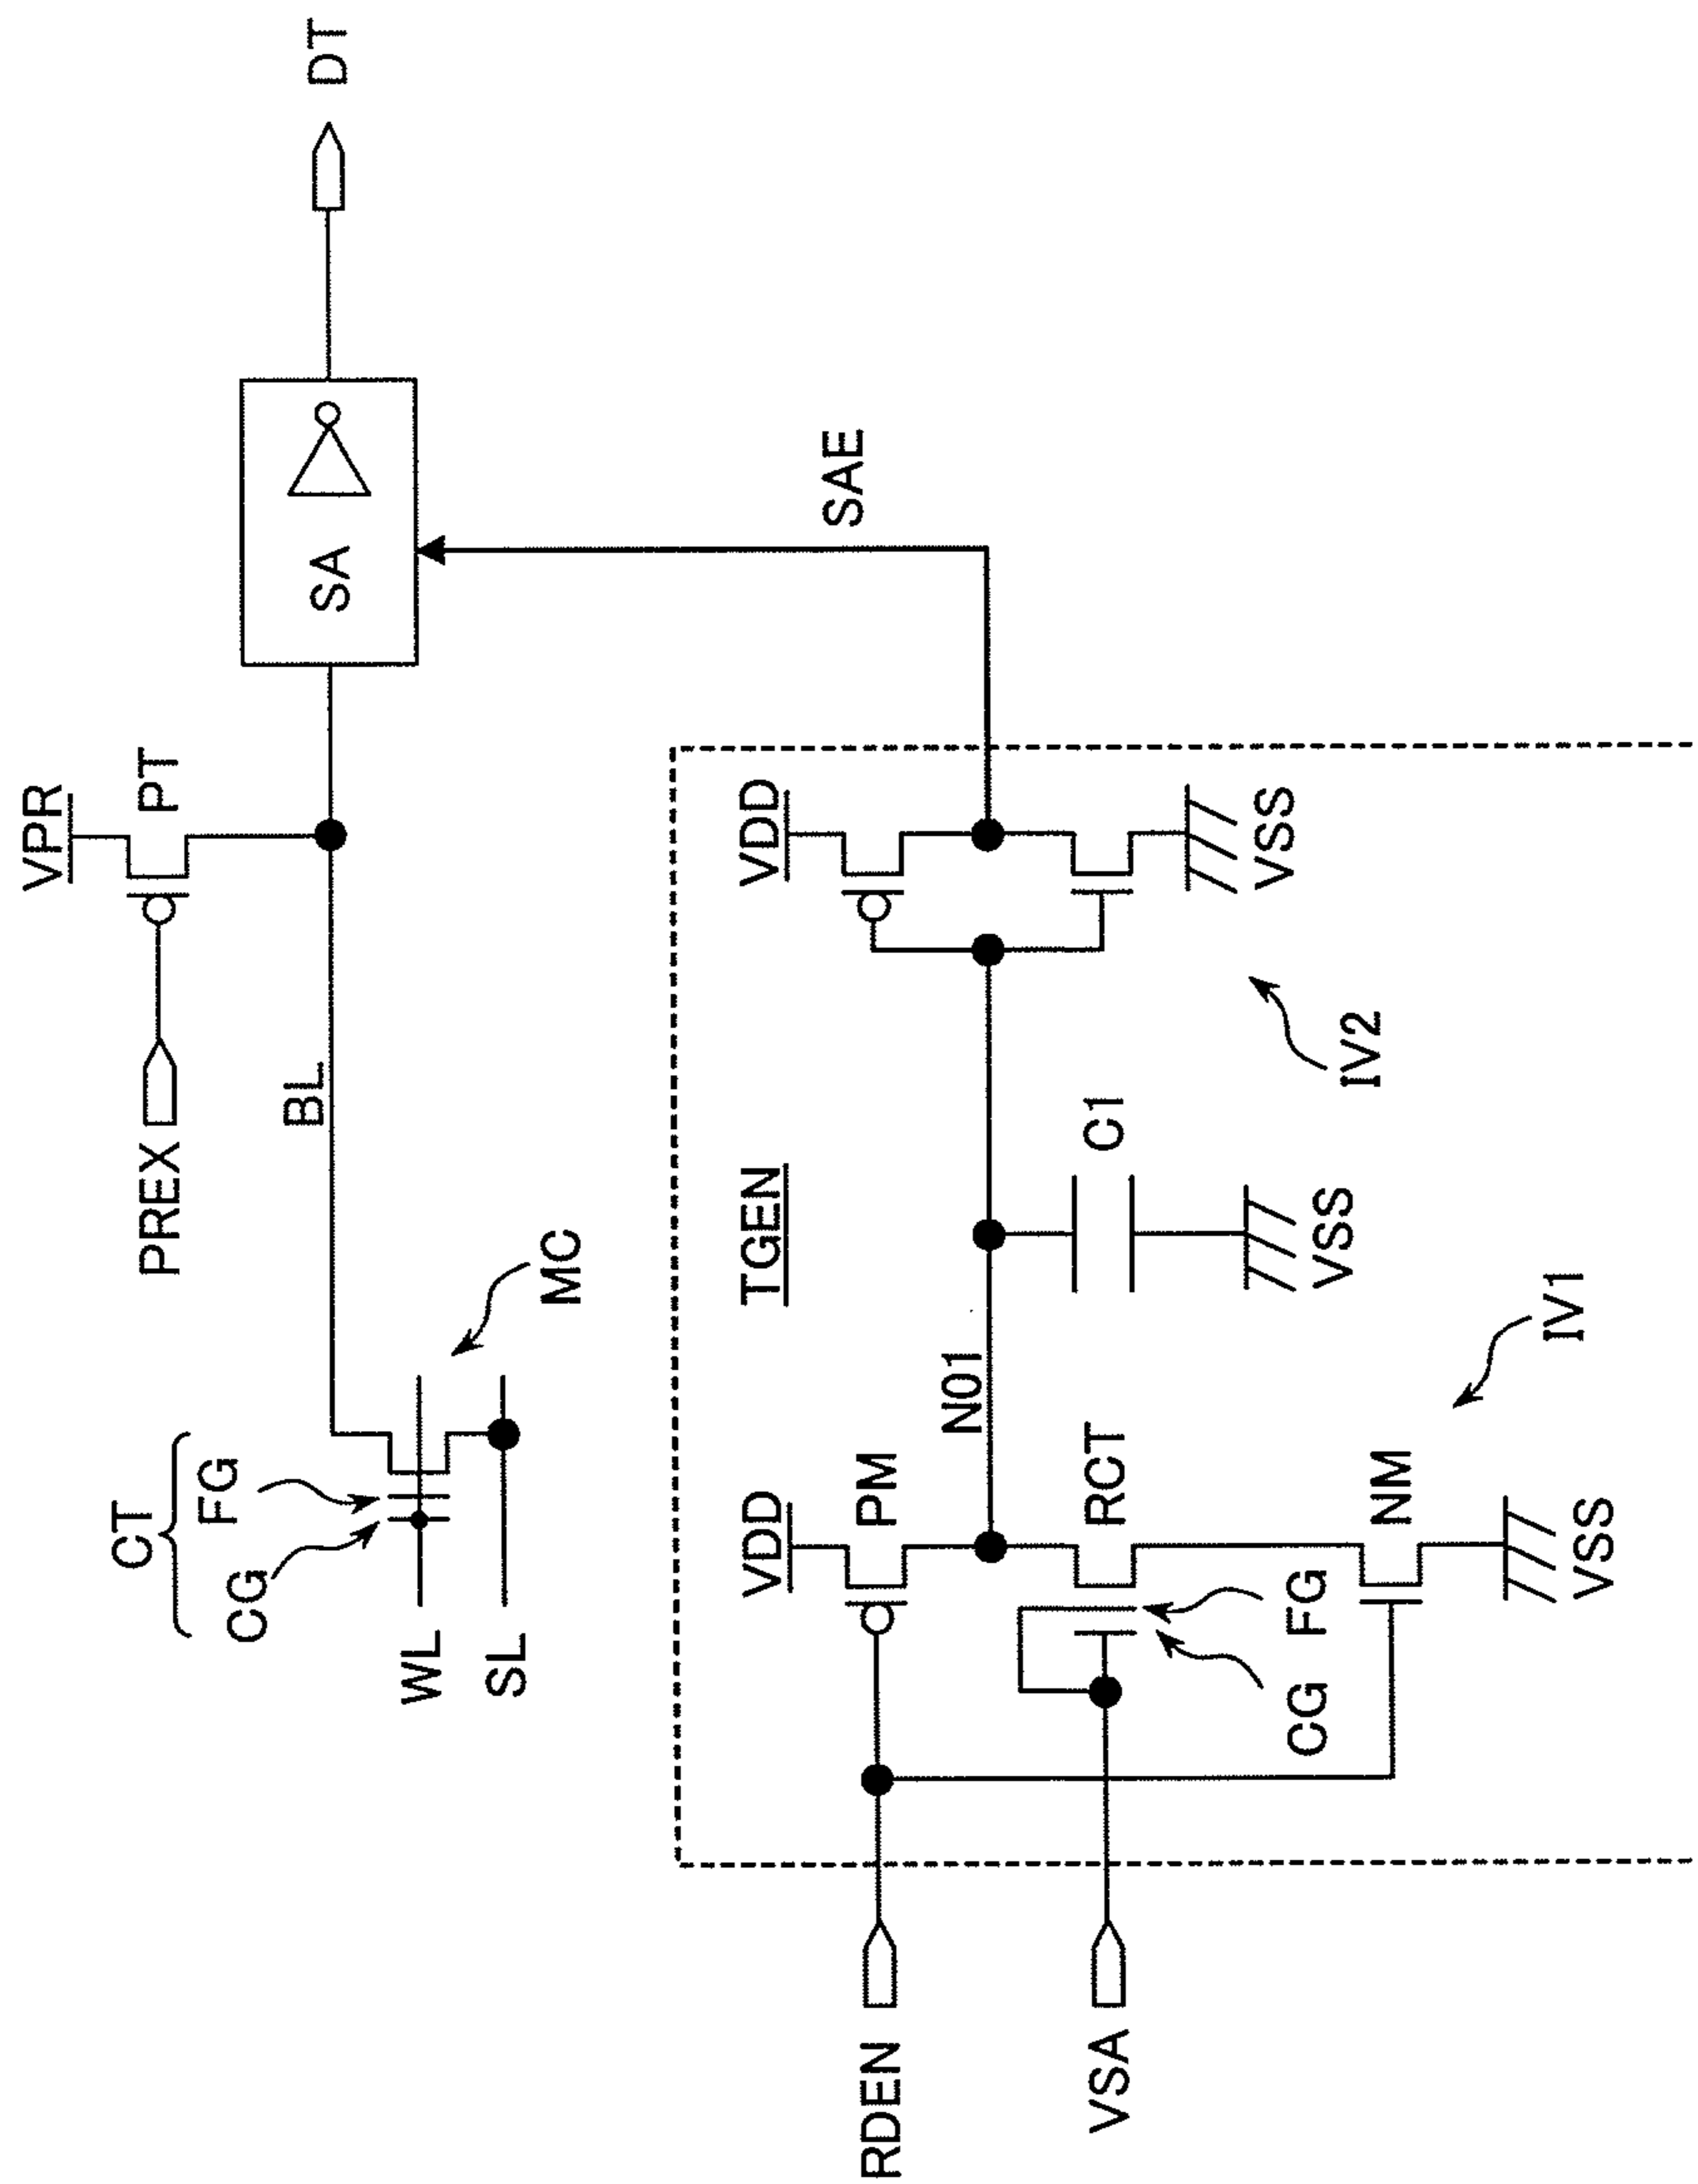 VPR
PT
PREX
BL
CT
CG
FG
WL
SL
MC
SA
DT
SAE
TGEN
VDD
PM
N01
RCT
CG
FG
NM
VSS
IV1
C1
VSS
VDD
VSS
IV2
RDEN
VSA